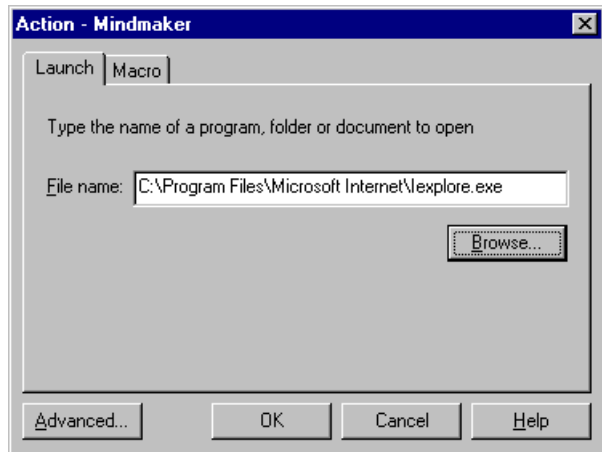 Action - Mindmaker
Launch Macro
Type the name of a program, folder or document to open
File name: C:\Program Files\Microsoft Internet\Iexplore.exe
Browse...
Advanced... OK Cancel Help